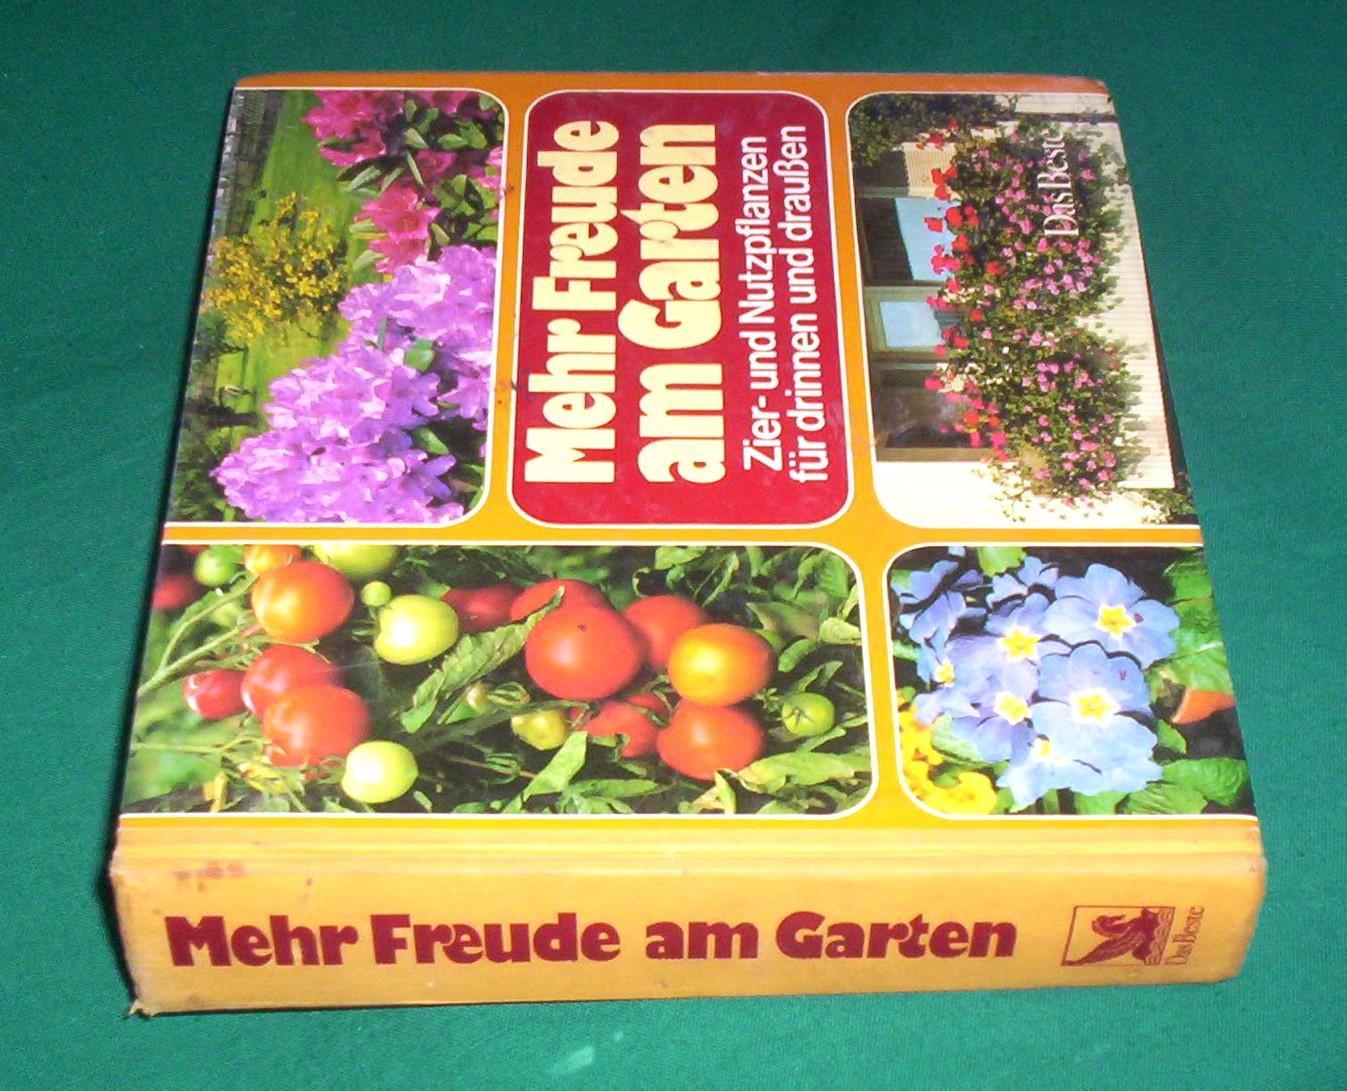 Mehr Freude
am Garten
Zier- und Nutzpflanzen
für drinnen und draußen
Das Beste
Mehr Freude am Garten
Das Beste